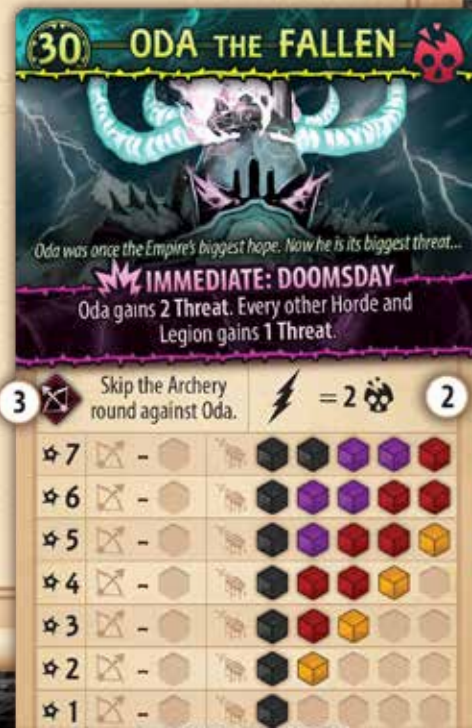 30 ODA THE FALLEN
Oda was once the Empire's biggest hope. Now he is its biggest threat...
IMMEDIATE: DOOMSDAY
Oda gains 2 Threat. Every other Horde and
Legion gains 1 Threat.
3 Skip the Archery
round against Oda.
= 2
2
7 -
6 -
5 -
4 -
3 -
2 -
1 -